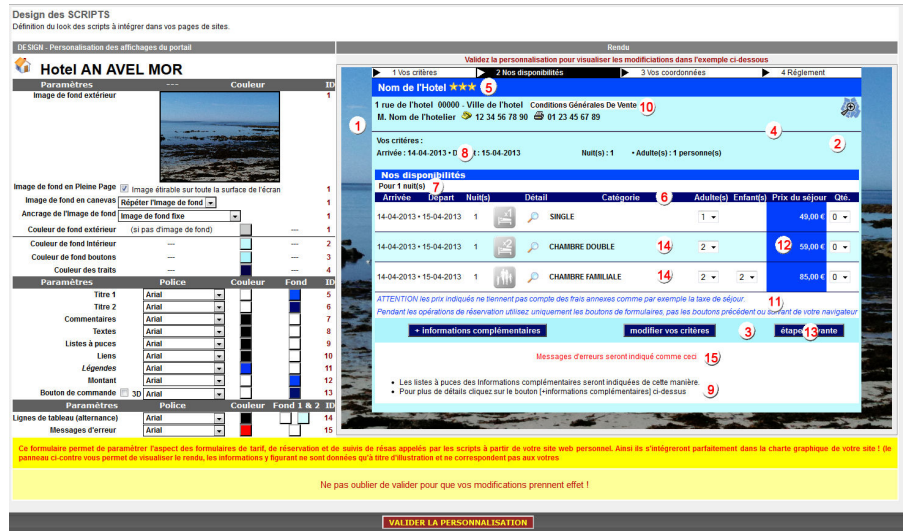 Design des SCRIPTS
Définition du look des scripts à intégrer dans vos pages de sites.
DESIGN - Personalisation des affichages du portail
Hotel AN AVEL MOR
Paramètres --- Couleur ID
Image de fond extérieur 1
Image de fond en Pleine Page Image étirable sur toute la surface de l'écran 1
Image de fond en canevas Répéter l'Image de fond 1
Ancrage de l'Image de fond Image de fond fixe 1
Couleur de fond extérieur (si pas d'image de fond) --- 1
Couleur de fond Intérieur --- --- 2
Couleur de fond boutons --- --- 3
Couleur des traits --- --- 4
Paramètres Police Couleur Fond ID
Titre 1 Arial 5
Titre 2 Arial 6
Commentaires Arial 7
Textes Arial 8
Listes à puces Arial 9
Liens Arial 10
Légendes Arial 11
Montant Arial 12
Bouton de commande 3D Arial 13
Paramètres Police Couleur Fond 1 & 2 ID
Lignes de tableau (alternance) Arial 14
Messages d'erreur Arial 15
Rendu
Validez la personnalisation pour visualiser les modificiations dans l'exemple ci-dessous
1 Vos critères 2 Nos disponibilités 3 Vos coordonnées 4 Réglement
Nom de l'Hotel ★★★ 5
1 rue de l'hotel 00000 - Ville de l'hotel Conditions Générales De Vente 10
M. Nom de l'hotelier 12 34 56 78 90 01 23 45 67 89
1
4
2
Vos critères :
Arrivée : 14-04-2013 • D 8 t : 15-04-2013 Nuit(s) : 1 • Adulte(s) : 1 personne(s)
Nos disponibilités
Pour 1 nuit(s) 7
Arrivée Départ Nuit(s) Détail Catégorie 6 Adulte(s) Enfant(s) Prix du séjour Qté.
14-04-2013 • 15-04-2013 1 SINGLE 1 49,00 € 0
14-04-2013 • 15-04-2013 1 CHAMBRE DOUBLE 14 2 12 59,00 € 0
14-04-2013 • 15-04-2013 1 CHAMBRE FAMILIALE 14 2 2 85,00 € 0
ATTENTION les prix indiqués ne tiennent pas compte des frais annexes comme par exemple la taxe de séjour. 11
Pendant les opérations de réservation utilisez uniquement les boutons de formulaires, pas les boutons précédent ou suivant de votre navigateur
+ informations complémentaires modifier vos critères 3 étape 13 vante
Messages d'erreurs seront indiqué comme ceci 15
• Les listes à puces des Informations complémentaires seront indiquées de cette manière.
• Pour plus de détails cliquez sur le bouton [+informations complementaires] ci-dessus 9
Ce formulaire permet de paramétrer l'aspect des formulaires de tarif, de réservation et de suivis de résas appelés par les scripts à partir de votre site web personnel. Ainsi ils s'intégreront parfaitement dans la charte graphique de votre site ! (le
panneau ci-contre vous permet de visualiser le rendu, les informations y figurant ne sont données qu'à titre d'illustration et ne correspondent pas aux votres
Ne pas oublier de valider pour que vos modifications prennent effet !
VALIDER LA PERSONNALISATION